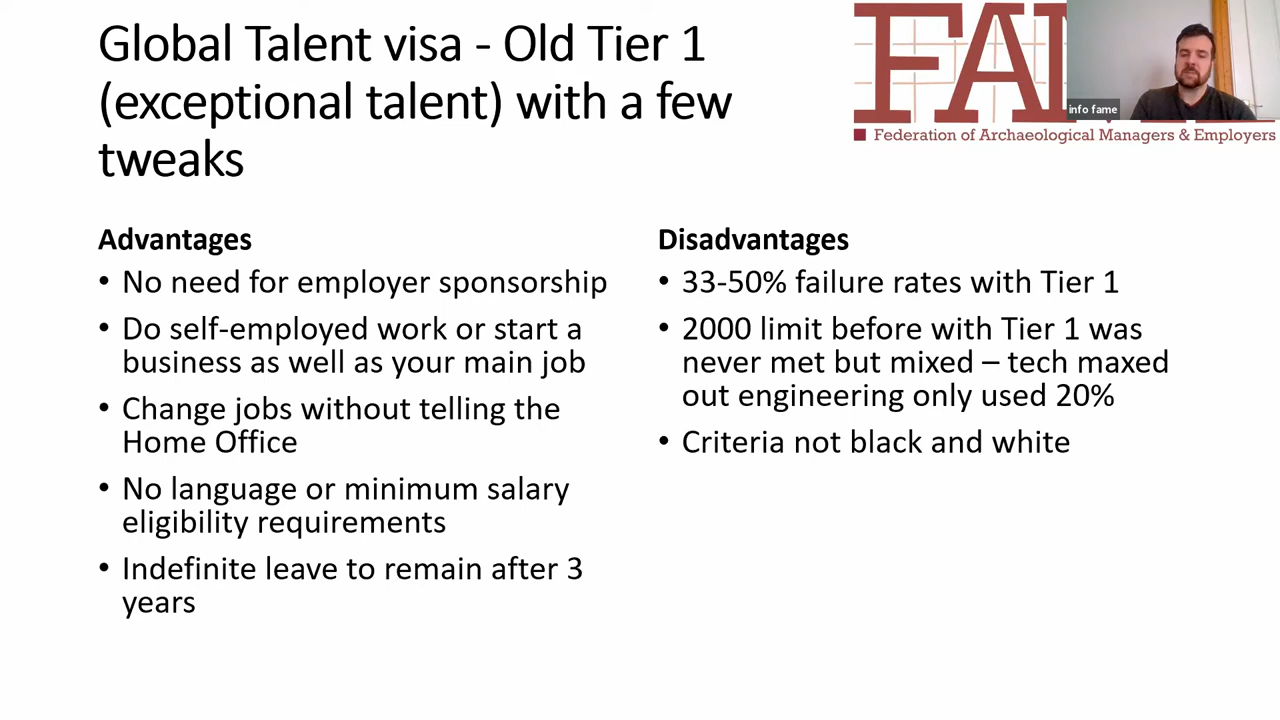 Global Talent visa - Old Tier 1
(exceptional talent) with a few
tweaks
FA
info fame
Federation of Archaeological Managers & Employers
Advantages
• No need for employer sponsorship
• Do self-employed work or start a
business as well as your main job
• Change jobs without telling the
Home Office
• No language or minimum salary
eligibility requirements
• Indefinite leave to remain after 3
years
Disadvantages
• 33-50% failure rates with Tier 1
• 2000 limit before with Tier 1 was
never met but mixed – tech maxed
out engineering only used 20%
• Criteria not black and white